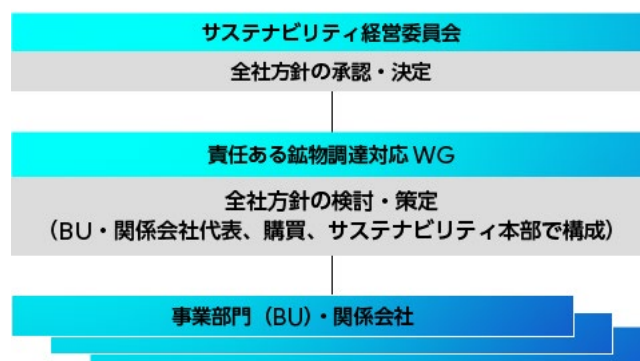 サステナビリティ経営委員会
全社方針の承認・決定
責任ある鉱物調達対応 WG
全社方針の検討・策定
（BU・関係会社代表、購買、サステナビリティ本部で構成）
事業部門（BU）・関係会社